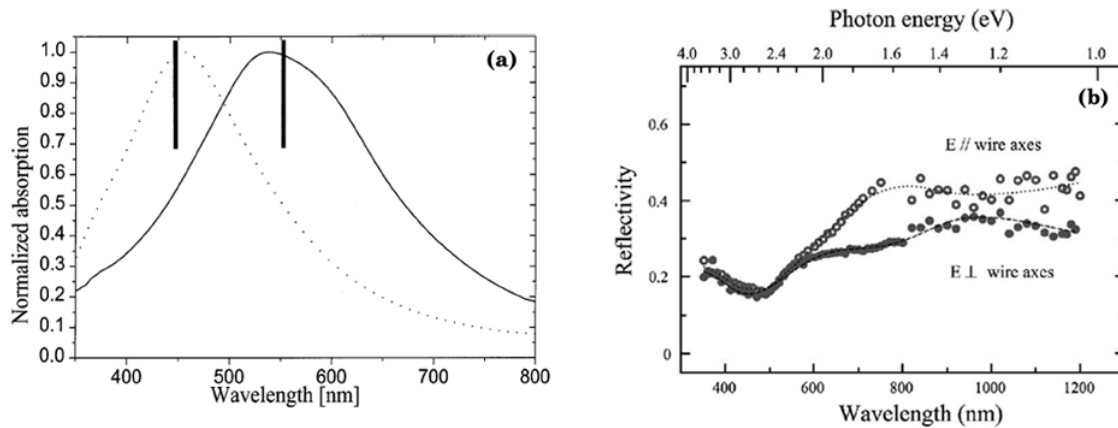 (a)
Normalized absorption
1.0
0.9
0.8
0.7
0.6
0.5
0.4
0.3
0.2
0.1
0.0
400 500 600 700 800
Wavelength [nm]
Photon energy (eV)
4.0 3.0 2.4 2.0 1.6 1.4 1.2 1.0
(b)
Reflectivity
0.6
0.4
0.2
0
E // wire axes
E ⊥ wire axes
400 600 800 1000 1200
Wavelength (nm)